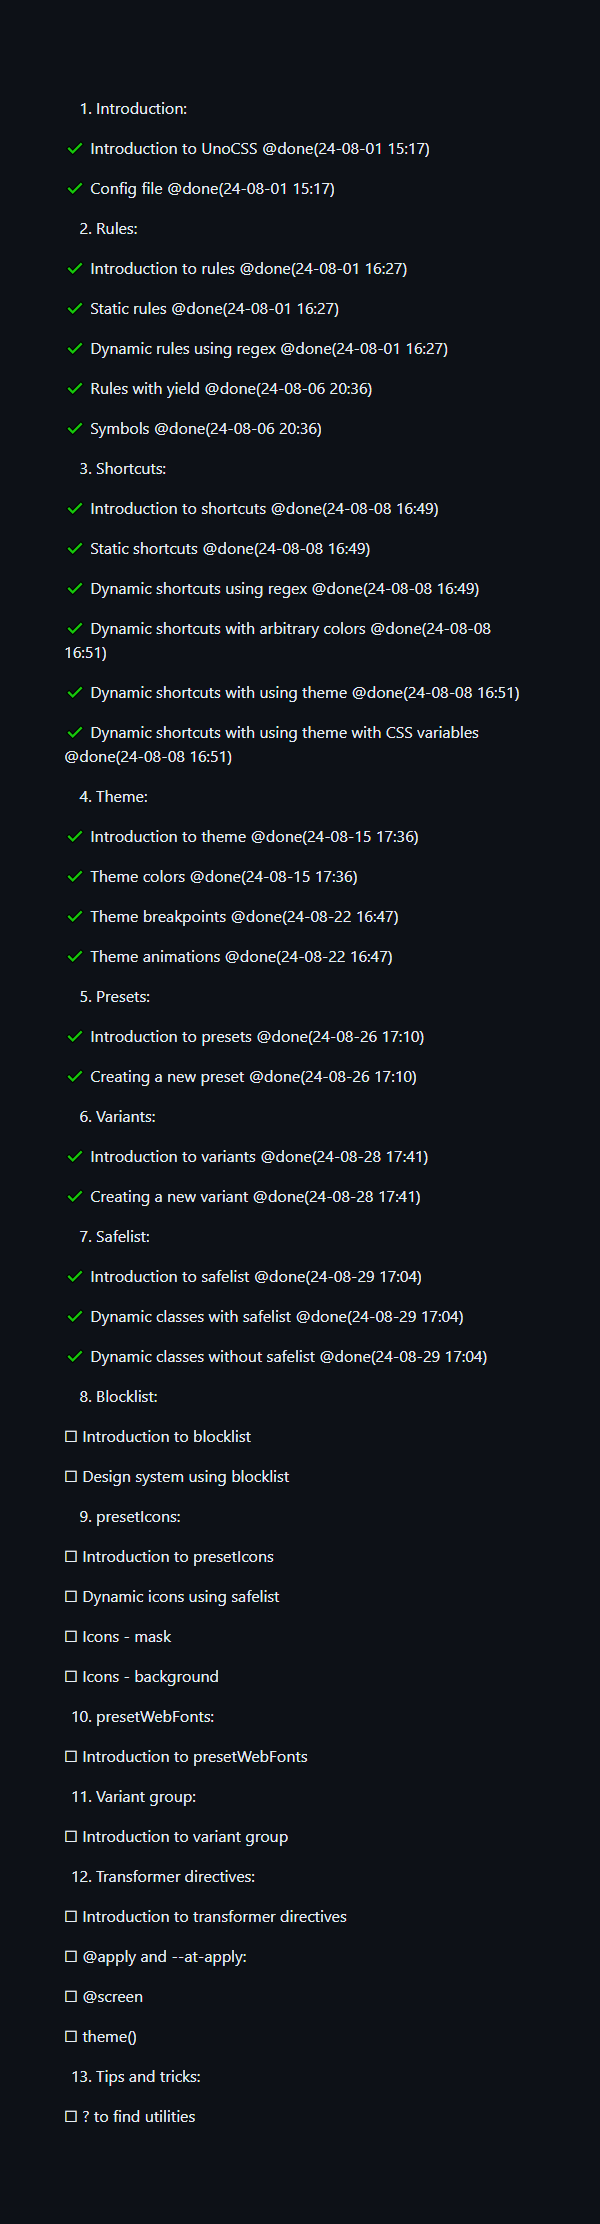 1. Introduction:
✓ Introduction to UnoCSS @done(24-08-01 15:17)
✓ Config file @done(24-08-01 15:17)
2. Rules:
✓ Introduction to rules @done(24-08-01 16:27)
✓ Static rules @done(24-08-01 16:27)
✓ Dynamic rules using regex @done(24-08-01 16:27)
✓ Rules with yield @done(24-08-06 20:36)
✓ Symbols @done(24-08-06 20:36)
3. Shortcuts:
✓ Introduction to shortcuts @done(24-08-08 16:49)
✓ Static shortcuts @done(24-08-08 16:49)
✓ Dynamic shortcuts using regex @done(24-08-08 16:49)
✓ Dynamic shortcuts with arbitrary colors @done(24-08-08
16:51)
✓ Dynamic shortcuts with using theme @done(24-08-08 16:51)
✓ Dynamic shortcuts with using theme with CSS variables
@done(24-08-08 16:51)
4. Theme:
✓ Introduction to theme @done(24-08-15 17:36)
✓ Theme colors @done(24-08-15 17:36)
✓ Theme breakpoints @done(24-08-22 16:47)
✓ Theme animations @done(24-08-22 16:47)
5. Presets:
✓ Introduction to presets @done(24-08-26 17:10)
✓ Creating a new preset @done(24-08-26 17:10)
6. Variants:
✓ Introduction to variants @done(24-08-28 17:41)
✓ Creating a new variant @done(24-08-28 17:41)
7. Safelist:
✓ Introduction to safelist @done(24-08-29 17:04)
✓ Dynamic classes with safelist @done(24-08-29 17:04)
✓ Dynamic classes without safelist @done(24-08-29 17:04)
8. Blocklist:
☐ Introduction to blocklist
☐ Design system using blocklist
9. presetIcons:
☐ Introduction to presetIcons
☐ Dynamic icons using safelist
☐ Icons - mask
☐ Icons - background
10. presetWebFonts:
☐ Introduction to presetWebFonts
11. Variant group:
☐ Introduction to variant group
12. Transformer directives:
☐ Introduction to transformer directives
☐ @apply and --at-apply:
☐ @screen
☐ theme()
13. Tips and tricks:
☐ ? to find utilities